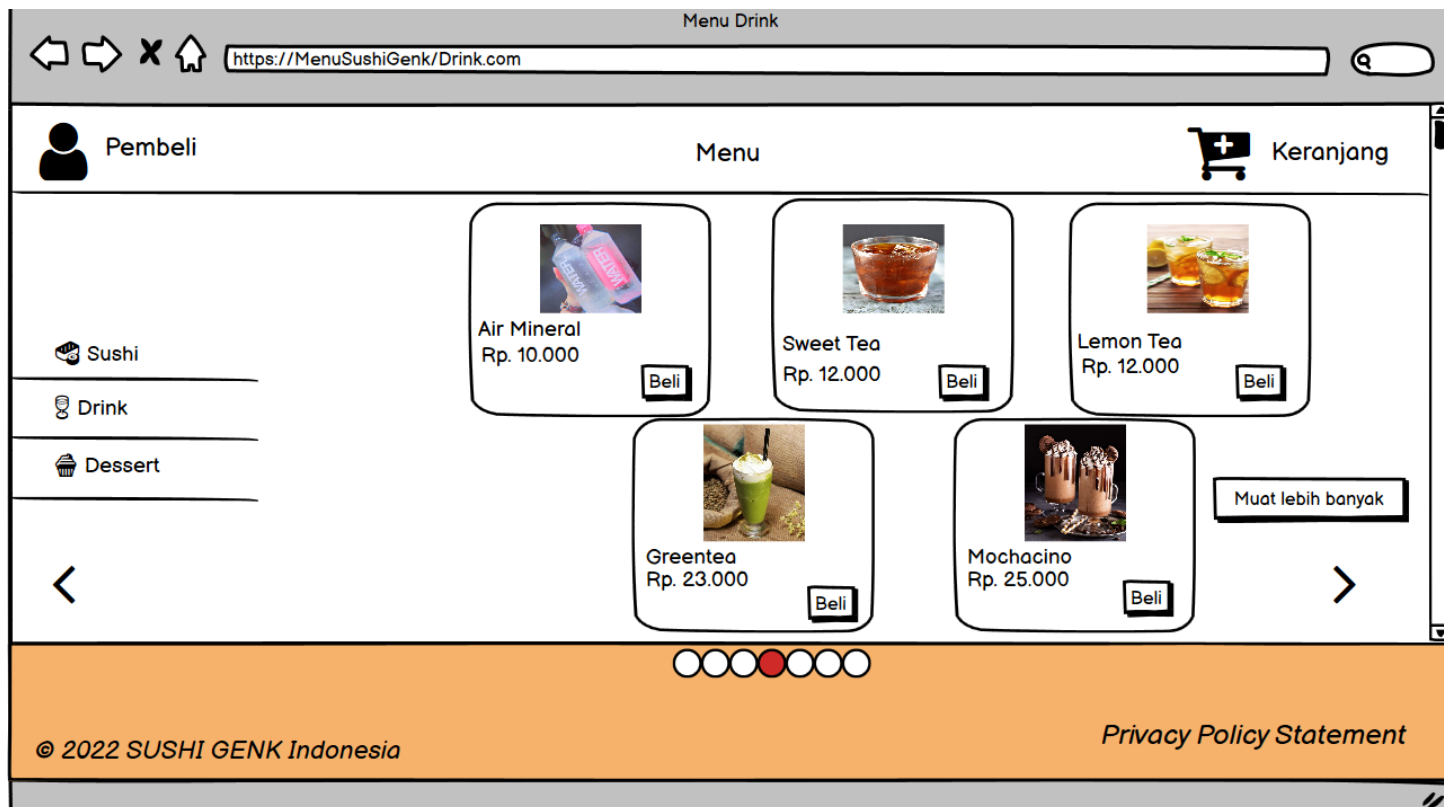 Menu Drink
https://MenuSushiGenk/Drink.com
Pembeli
Menu
Keranjang
Sushi
Drink
Dessert
WATER
WATER
Air Mineral
Rp. 10.000
Beli
Sweet Tea
Rp. 12.000
Beli
Lemon Tea
Rp. 12.000
Beli
Greentea
Rp. 23.000
Beli
Mochacino
Rp. 25.000
Beli
Muat lebih banyak
© 2022 SUSHI GENK Indonesia
Privacy Policy Statement